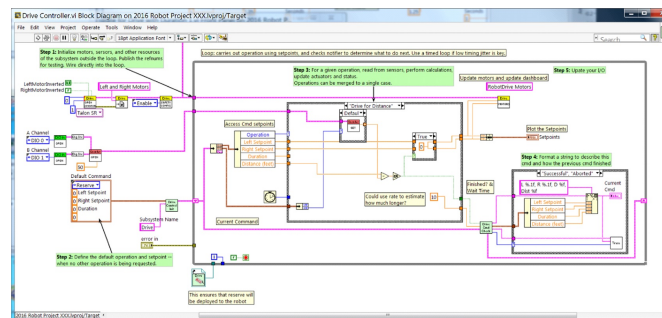 Drive Controller.vi Block Diagram on 2016 Robot Project XXX.lvproj/Target
File Edit View Project Operate Tools Window Help
15pt Application Font
Search
Step 1: Initialize motors, sensors, and other resources
of the subsystem outside the loop. Publish the refnums
for testing. Wire directly into the loop.
Loop: carries out operation using setpoints, and checks notifier to determine what to do next. Use a timed loop if low timing jitter is key.
Step 3: For a given operation, read from sensors, perform calculations,
update actuators and status.
Operations can be merged to a single case.
Step 5: Upate your I/O
Update motors and update dashboard
LeftMotorInverted
RightMotorInverted
Left and Right Motors
Enable
Talon SR
RobotDrive Motors
"Drive for Distance"
Default
True
Access Cmd setpoints
Operation
Left Setpoint
Right Setpoint
Duration
Distance (feet)
Plot the Setpoints
Setpoints
A Channel
DIO 0
B Channel
DIO 1
Step 4: Format a string to describe this
cmd and how the previous cmd finished
Default Command
Reserve
Left Setpoint
Right Setpoint
Duration
"Successful", "Aborted"
L %.1f, R %.1f, D %f,
Dist %f
Current
Cmd
Left Setpoint
Right Setpoint
Duration
Distance (feet)
Could use rate to estimate
how much longer?
Finished? &
Wait Time
Subsystem Name
Drive
Current Command
error in
Step 2: Define the default operation and setpoint --
when no other operation is being requested.
This ensures that reserve will
be deployed to the robot
2016 Robot Project XXX.lvproj/Target